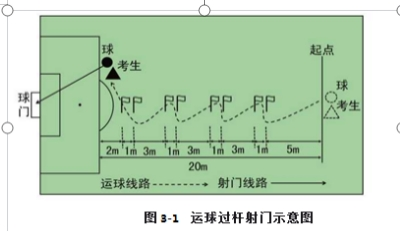 起点
球
考生
球
考生
球
门
2m 1m 3m 1m 3m 1m 3m 1m 5m
20m
运球线路 射门线路
图 3-1 运球过杆射门示意图